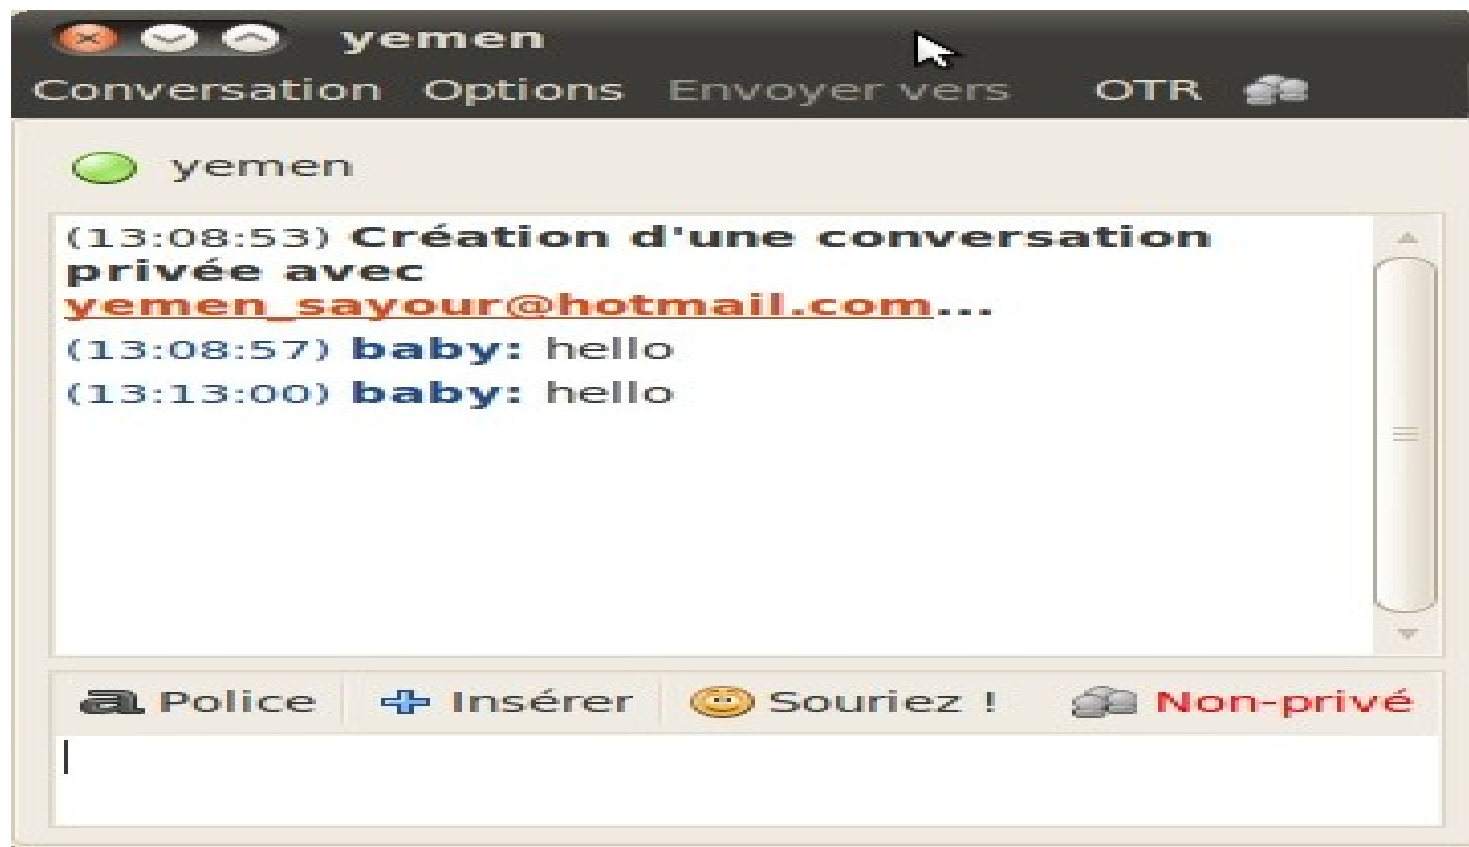 yemen
Conversation Options Envoyer vers OTR
yemen
(13:08:53) Création d'une conversation
privée avec
yemen_sayour@hotmail.com...
(13:08:57) baby: hello
(13:13:00) baby: hello
Police Insérer Souriez ! Non-privé